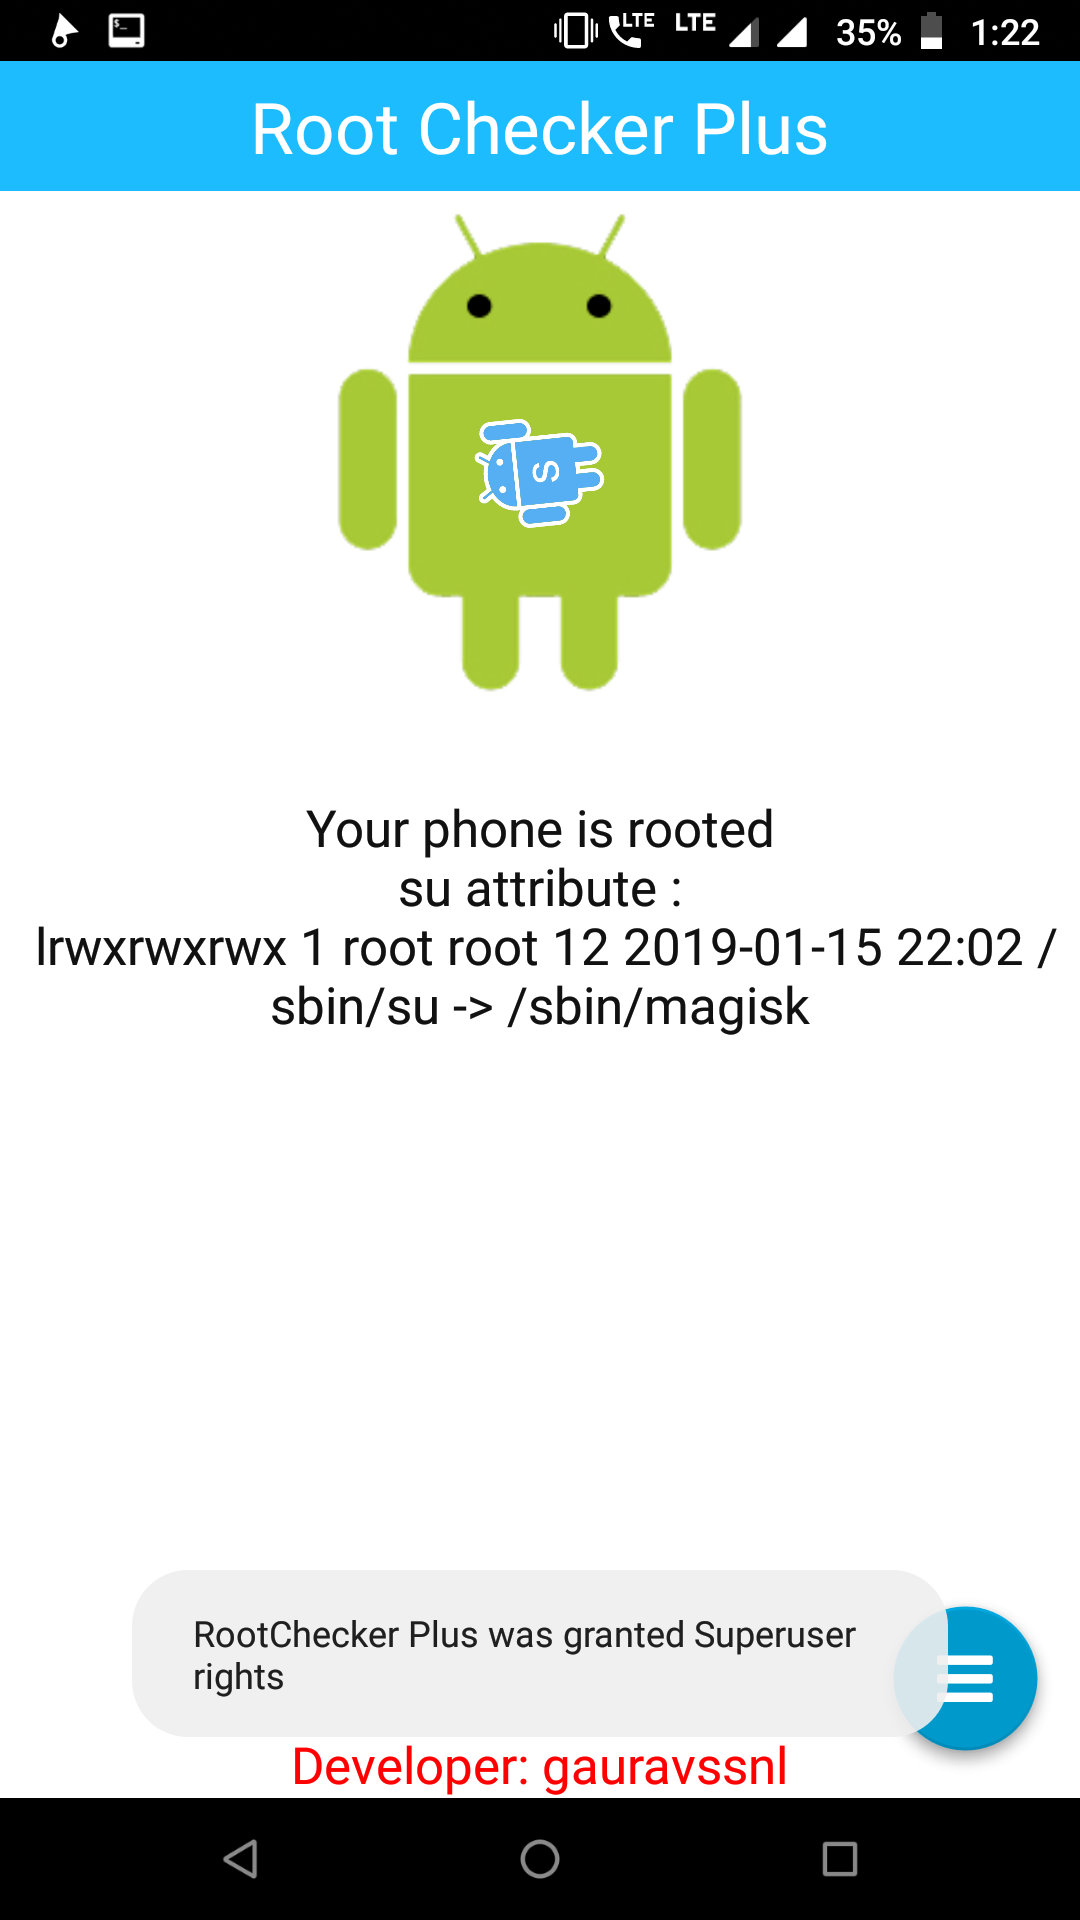 LTE LTE 35% 1:22
Root Checker Plus
S
Your phone is rooted
su attribute :
lrwxrwxrwx 1 root root 12 2019-01-15 22:02 /
sbin/su -> /sbin/magisk
RootChecker Plus was granted Superuser
rights
Developer: gauravssnl